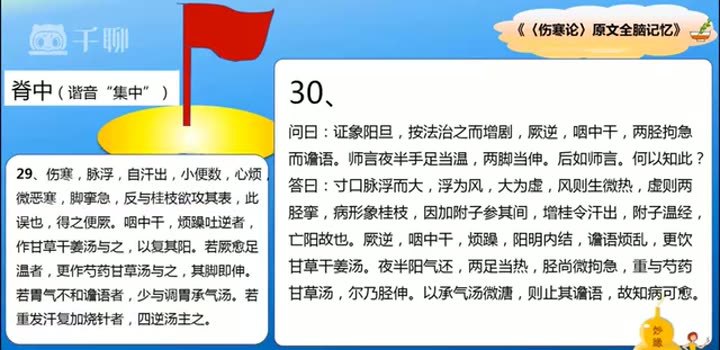 千聊
《〈伤寒论〉原文全脑记忆》
脊中（谐音“集中”）
29、伤寒，脉浮，自汗出，小便数，心烦，
微恶寒，脚挛急，反与桂枝欲攻其表，此
误也，得之便厥。咽中干，烦躁吐逆者，
作甘草干姜汤与之，以复其阳。若厥愈足
温者，更作芍药甘草汤与之，其脚即伸。
若胃气不和谵语者，少与调胃承气汤。若
重发汗复加烧针者，四逆汤主之。
30、
问曰：证象阳旦，按法治之而增剧，厥逆，咽中干，两胫拘急
而谵语。师言夜半手足当温，两脚当伸。后如师言。何以知此？
答曰：寸口脉浮而大，浮为风，大为虚，风则生微热，虚则两
胫挛，病形象桂枝，因加附子参其间，增桂令汗出，附子温经，
亡阳故也。厥逆，咽中干，烦躁，阳明内结，谵语烦乱，更饮
甘草干姜汤。夜半阳气还，两足当热，胫尚微拘急，重与芍药
甘草汤，尔乃胫伸。以承气汤微溏，则止其谵语，故知病可愈。
妙缘